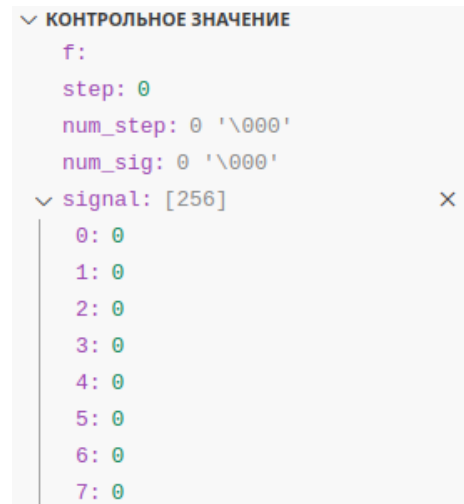 КОНТРОЛЬНОЕ ЗНАЧЕНИЕ
f:
step: 0
num_step: 0 '\000'
num_sig: 0 '\000'
signal: [256]
0: 0
1: 0
2: 0
3: 0
4: 0
5: 0
6: 0
7: 0